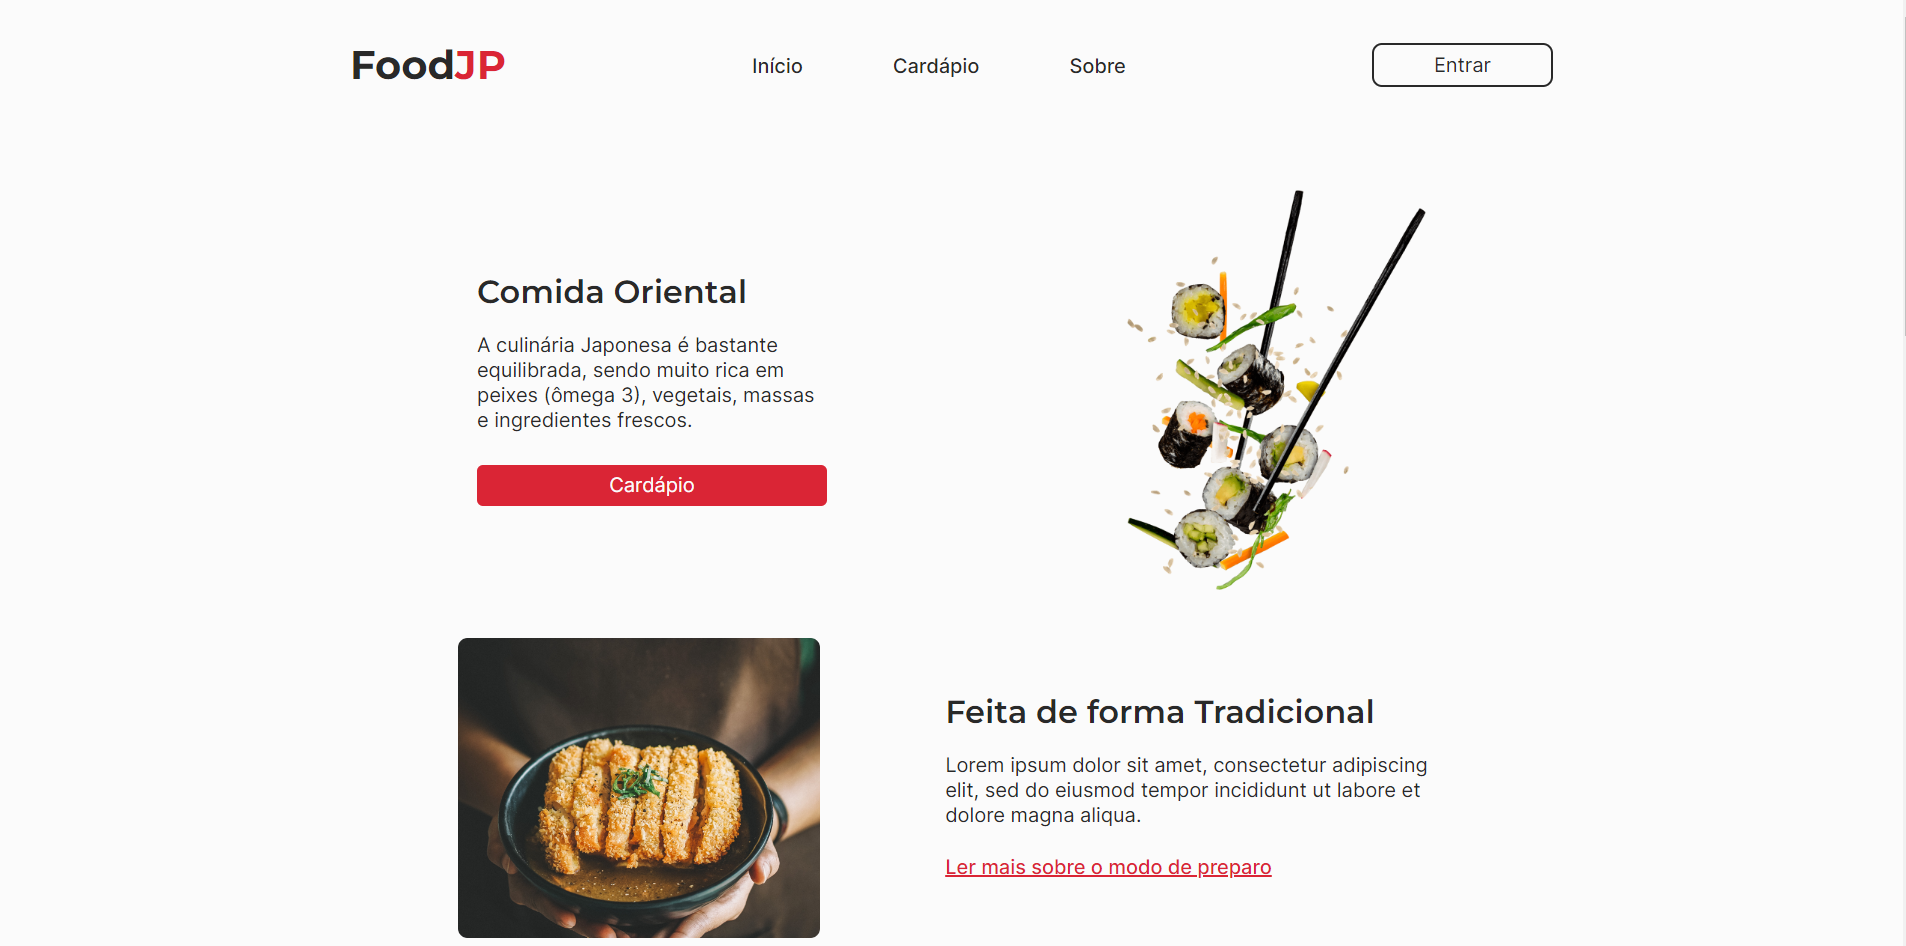 FoodJP
Início
Cardápio
Sobre
Entrar
Comida Oriental
A culinária Japonesa é bastante
equilibrada, sendo muito rica em
peixes (ômega 3), vegetais, massas
e ingredientes frescos.
Cardápio
Feita de forma Tradicional
Lorem ipsum dolor sit amet, consectetur adipiscing
elit, sed do eiusmod tempor incididunt ut labore et
dolore magna aliqua.
Ler mais sobre o modo de preparo